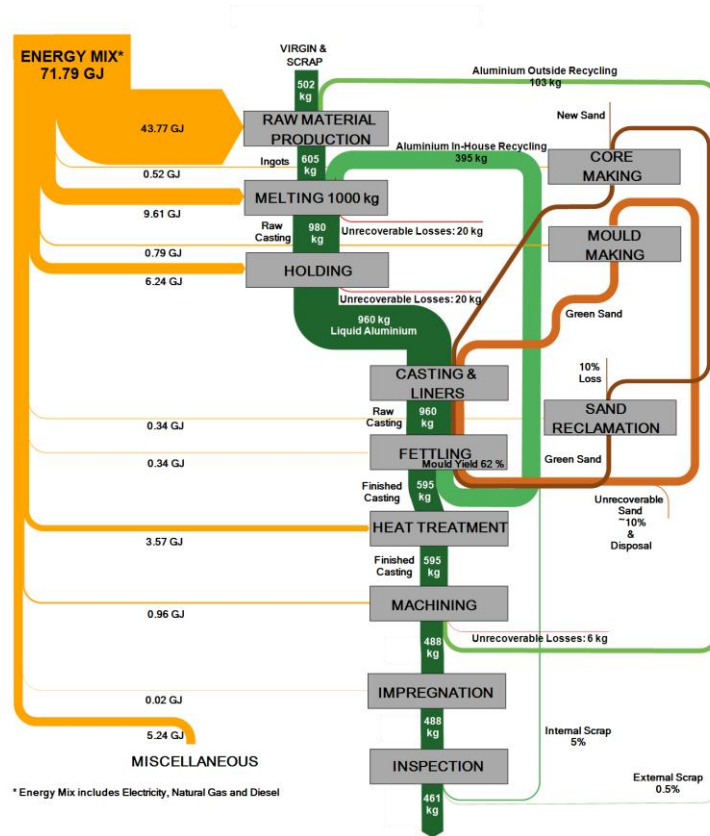 ENERGY MIX*
71.79 GJ
VIRGIN &
SCRAP
502
kg
Aluminium Outside Recycling
103 kg
43.77 GJ
RAW MATERIAL
PRODUCTION
New Sand
Ingots
605
kg
Aluminium In-House Recycling
395 kg
CORE
MAKING
0.52 GJ
MELTING 1000 kg
9.61 GJ
Raw
Casting
980
kg
Unrecoverable Losses: 20 kg
MOULD
MAKING
0.79 GJ
HOLDING
6.24 GJ
Unrecoverable Losses: 20 kg
Green Sand
960 kg
Liquid Aluminium
10%
Loss
CASTING &
LINERS
SAND
RECLAMATION
0.34 GJ
Raw
Casting
960
kg
FETTLING
Mould Yield 62 %
Green Sand
0.34 GJ
Finished
Casting
595
kg
Unrecoverable
Sand
~10%
&
Disposal
HEAT TREATMENT
3.57 GJ
Finished
Casting
595
kg
MACHINING
0.96 GJ
Unrecoverable Losses: 6 kg
488
kg
IMPREGNATION
0.02 GJ
488
kg
5.24 GJ
MISCELLANEOUS
Internal Scrap
5%
INSPECTION
External Scrap
0.5%
461
kg
* Energy Mix includes Electricity, Natural Gas and Diesel